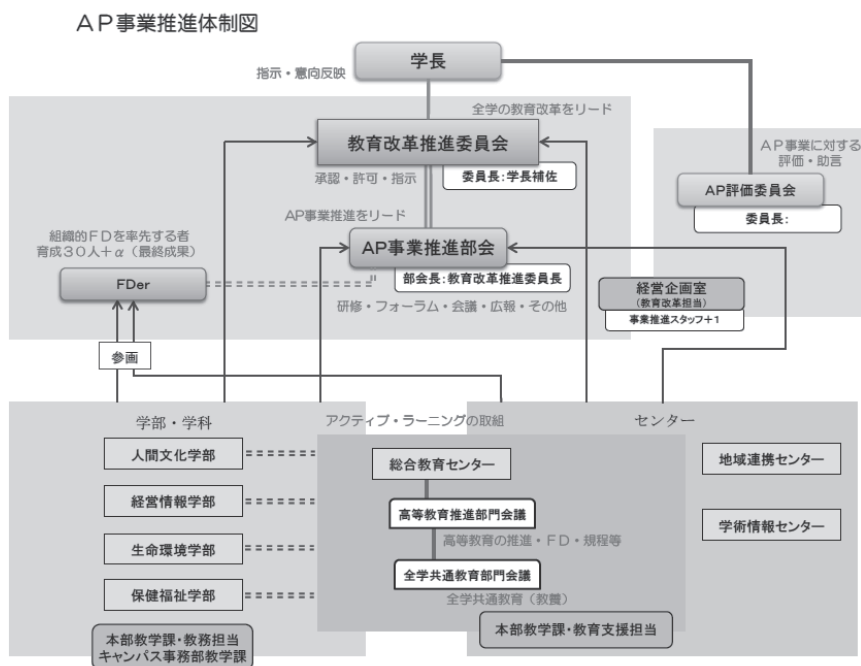 AP事業推進体制図
学長
指示・意向反映
全学の教育改革をリード
教育改革推進委員会
承認・許可・指示
委員長:学長補佐
AP事業に対する
評価・助言
AP評価委員会
委員長:
AP事業推進をリード
AP事業推進部会
部会長:教育改革推進委員長
研修・フォーラム・会議・広報・その他
組織的FDを率先する者
育成30人+α(最終成果)
FDer
経営企画室
(教育改革担当)
事業推進スタッフ+1
参画
学部・学科
アクティブ・ラーニングの取組
センター
人間文化学部
経営情報学部
生命環境学部
保健福祉学部
本部教学課・教務担当
キャンパス事務部教学課
総合教育センター
高等教育推進部門会議
高等教育の推進・FD・規程等
全学共通教育部門会議
全学共通教育(教養)
本部教学課・教育支援担当
地域連携センター
学術情報センター